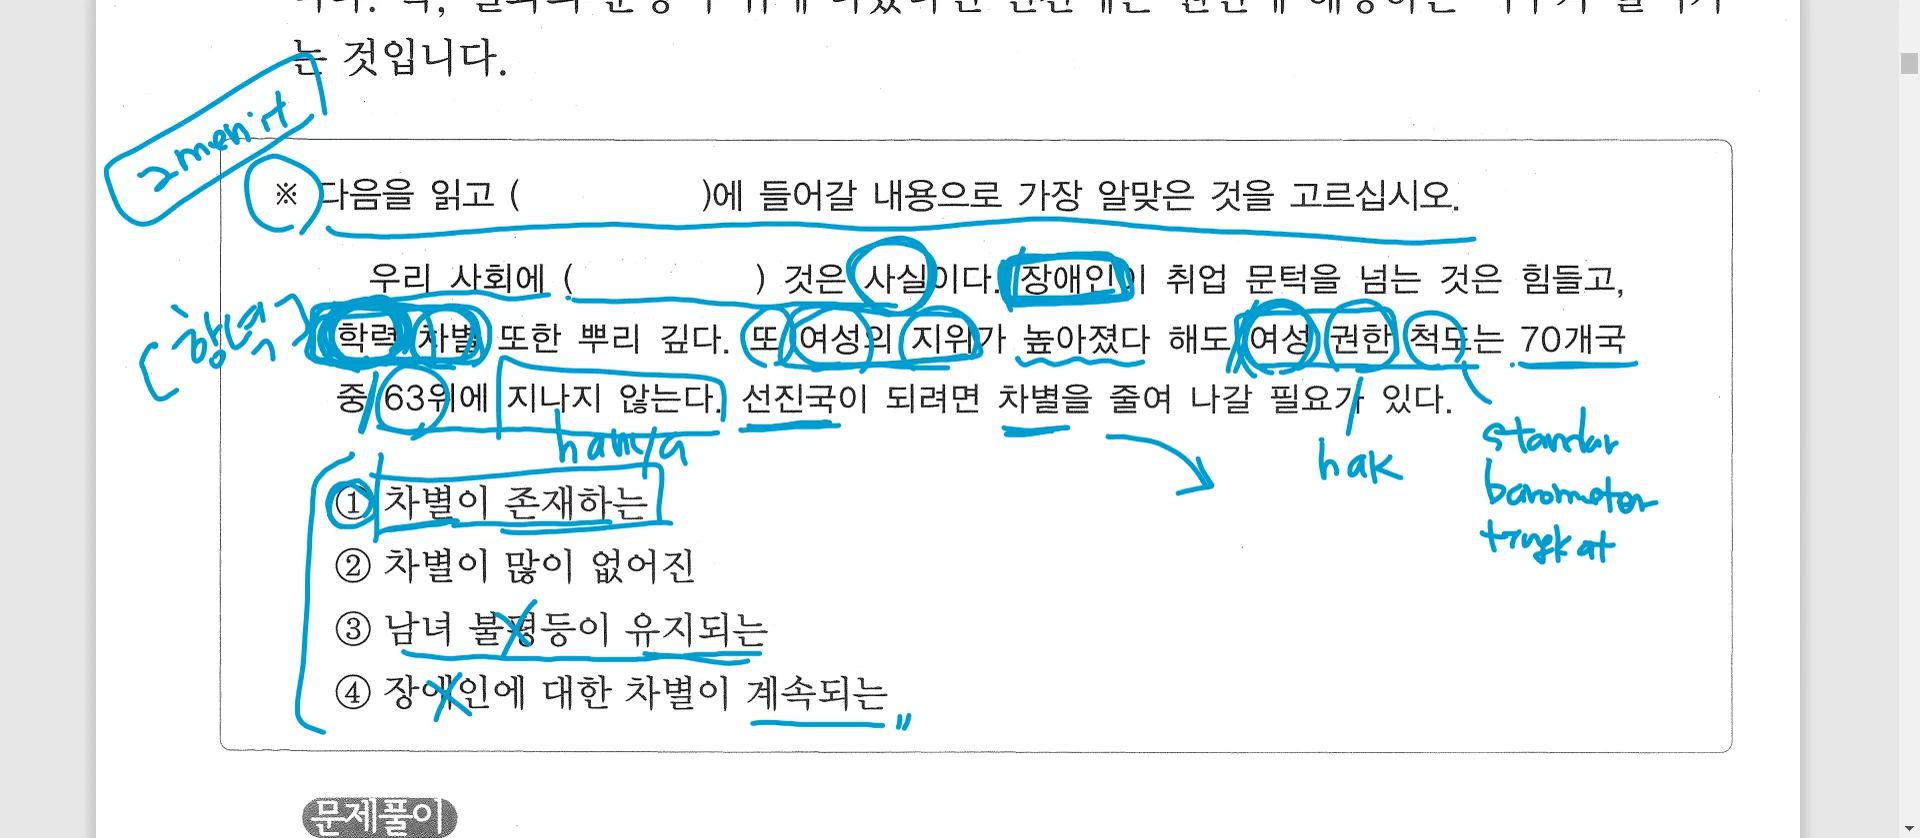 는 것입니다.
2 menit
※ 다음을 읽고 ( )에 들어갈 내용으로 가장 알맞은 것을 고르십시오.
우리 사회에 ( ) 것은 사실이다. 장애인이 취업 문턱을 넘는 것은 힘들고,
[항녁]
학력 차별 또한 뿌리 깊다. 또 여성의 지위가 높아졌다 해도 여성 권한 척도는 70개국
중 63위에 지나지 않는다. 선진국이 되려면 차별을 줄여 나갈 필요가 있다.
hanya
hak
standar
barometer
tingkat
① 차별이 존재하는
② 차별이 많이 없어진
③ 남녀 불평등이 유지되는
④ 장애인에 대한 차별이 계속되는
문제풀이